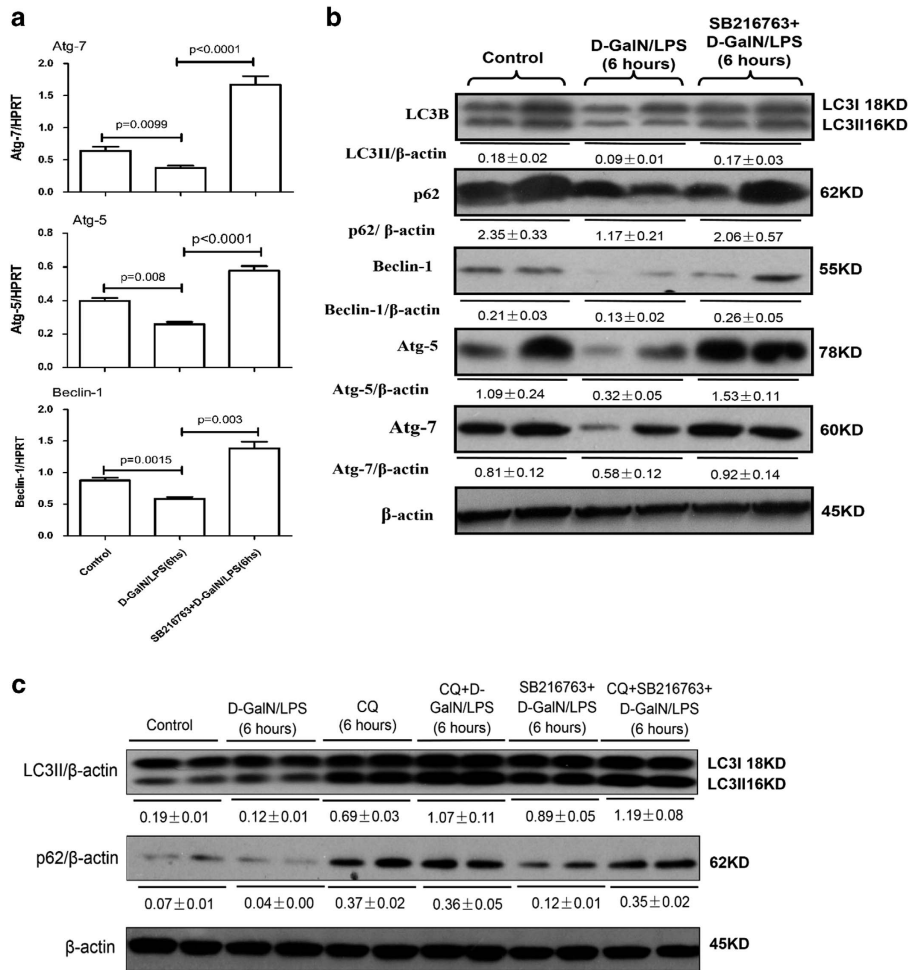 a
Atg-7
p<0.0001
p=0.0099
Atg-7/HPRT
2.0
1.5
1.0
0.5
0.0
Atg-5
p<0.0001
p=0.008
Atg-5/HPRT
0.8
0.6
0.4
0.2
0.0
Beclin-1
p=0.003
p=0.0015
Beclin-1/HPRT
2.0
1.5
1.0
0.5
0.0
Control
D-GalN/LPS(6hs)
SB216763+D-GalN/LPS(6hs)
b
Control
D-GalN/LPS
(6 hours)
SB216763+
D-GalN/LPS
(6 hours)
LC3B
LC3I 18KD
LC3II16KD
LC3II/β-actin
0.18±0.02 0.09±0.01 0.17±0.03
p62
62KD
p62/ β-actin
2.35±0.33 1.17±0.21 2.06±0.57
Beclin-1
55KD
Beclin-1/β-actin
0.21±0.03 0.13±0.02 0.26±0.05
Atg-5
78KD
Atg-5/β-actin
1.09±0.24 0.32±0.05 1.53±0.11
Atg-7
60KD
Atg-7/β-actin
0.81±0.12 0.58±0.12 0.92±0.14
β-actin
45KD
c
Control
D-GalN/LPS
(6 hours)
CQ
(6 hours)
CQ+D-
GalN/LPS
(6 hours)
SB216763+
D-GalN/LPS
(6 hours)
CQ+SB216763+
D-GalN/LPS
(6 hours)
LC3II/β-actin
LC3I 18KD
LC3II16KD
0.19±0.01 0.12±0.01 0.69±0.03 1.07±0.11 0.89±0.05 1.19±0.08
p62/β-actin
62KD
0.07±0.01 0.04±0.00 0.37±0.02 0.36±0.05 0.12±0.01 0.35±0.02
β-actin
45KD